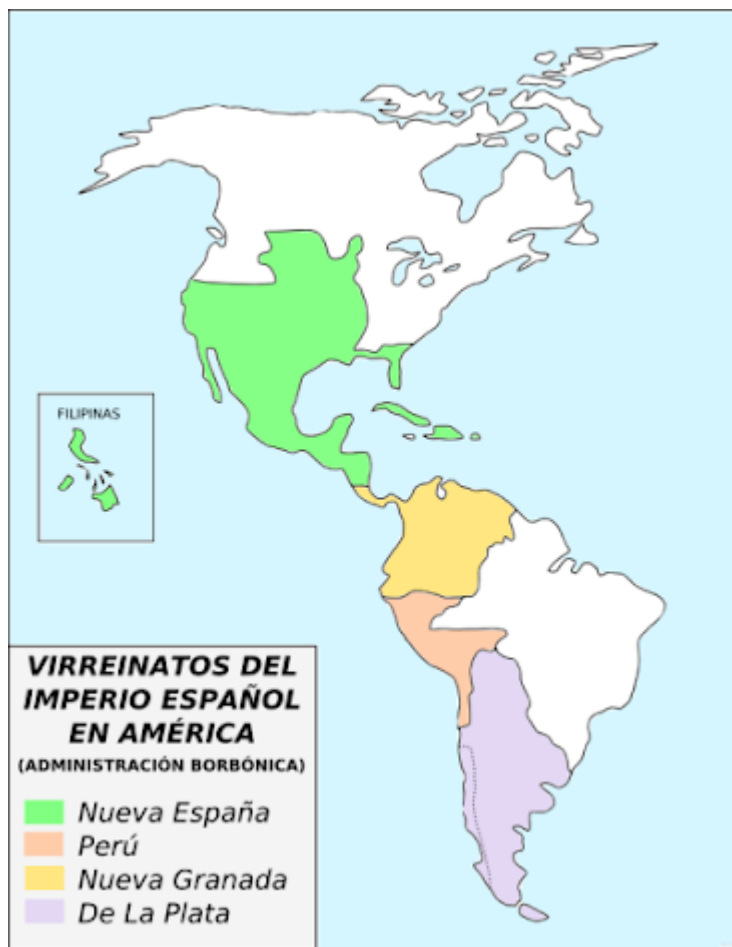 FILIPINAS
VIRREINATOS DEL
IMPERIO ESPAÑOL
EN AMÉRICA
(ADMINISTRACIÓN BORBÓNICA)
Nueva España
Perú
Nueva Granada
De La Plata